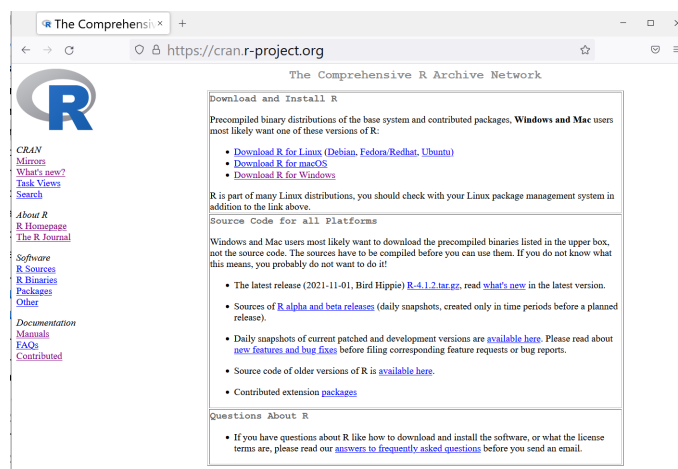 The Comprehensiv
https://cran.r-project.org
R
CRAN
Mirrors
What's new?
Task Views
Search
About R
R Homepage
The R Journal
Software
R Sources
R Binaries
Packages
Other
Documentation
Manuals
FAQs
Contributed
The Comprehensive R Archive Network
Download and Install R
Precompiled binary distributions of the base system and contributed packages, Windows and Mac users
most likely want one of these versions of R:
• Download R for Linux (Debian, Fedora/Redhat, Ubuntu)
• Download R for macOS
• Download R for Windows
R is part of many Linux distributions, you should check with your Linux package management system in
addition to the link above.
Source Code for all Platforms
Windows and Mac users most likely want to download the precompiled binaries listed in the upper box,
not the source code. The sources have to be compiled before you can use them. If you do not know what
this means, you probably do not want to do it!
• The latest release (2021-11-01, Bird Hippie) R-4.1.2.tar.gz, read what's new in the latest version.
• Sources of R alpha and beta releases (daily snapshots, created only in time periods before a planned
release).
• Daily snapshots of current patched and development versions are available here. Please read about
new features and bug fixes before filing corresponding feature requests or bug reports.
• Source code of older versions of R is available here.
• Contributed extension packages
Questions About R
• If you have questions about R like how to download and install the software, or what the license
terms are, please read our answers to frequently asked questions before you send an email.